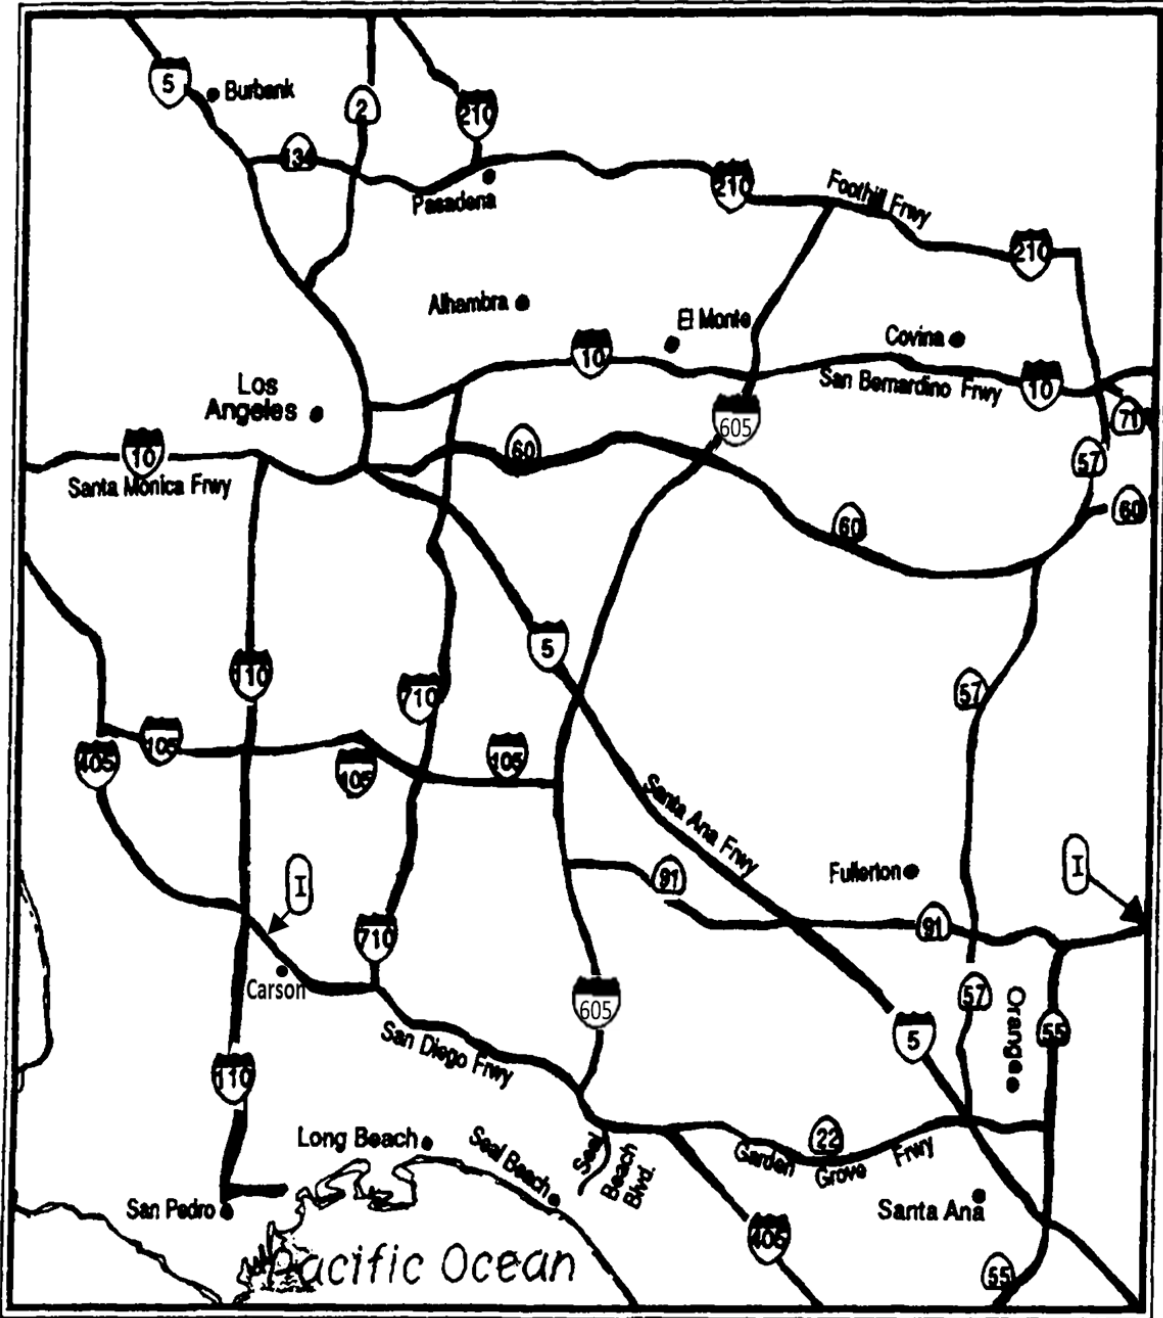 5
Burbank
2
210
134
Pasadena
210
Foothill Frwy
210
Alhambra
El Monte
10
Covina
San Bernardino Frwy
10
71
Los
Angeles
605
10
60
57
Santa Monica Frwy
60
60
5
110
710
57
105
405
105
105
Santa Ana Frwy
I
91
Fullerton
I
710
91
Carson
605
57
Orange
55
San Diego Frwy
5
110
Long Beach
Seal Beach
Seal
Beach
Blvd.
22
Garden Grove Frwy
San Pedro
Santa Ana
405
55
Pacific Ocean